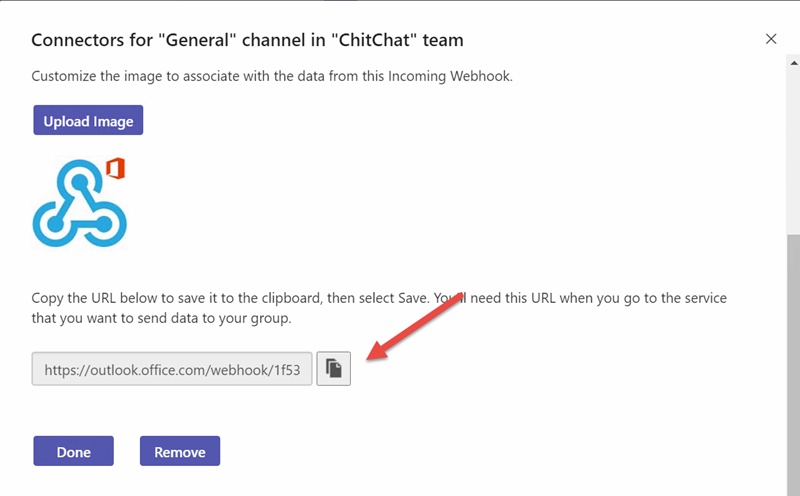 Connectors for "General" channel in "ChitChat" team
Customize the image to associate with the data from this Incoming Webhook.
Upload Image
Copy the URL below to save it to the clipboard, then select Save. You'll need this URL when you go to the service
that you want to send data to your group.
https://outlook.office.com/webhook/1f53
Done Remove